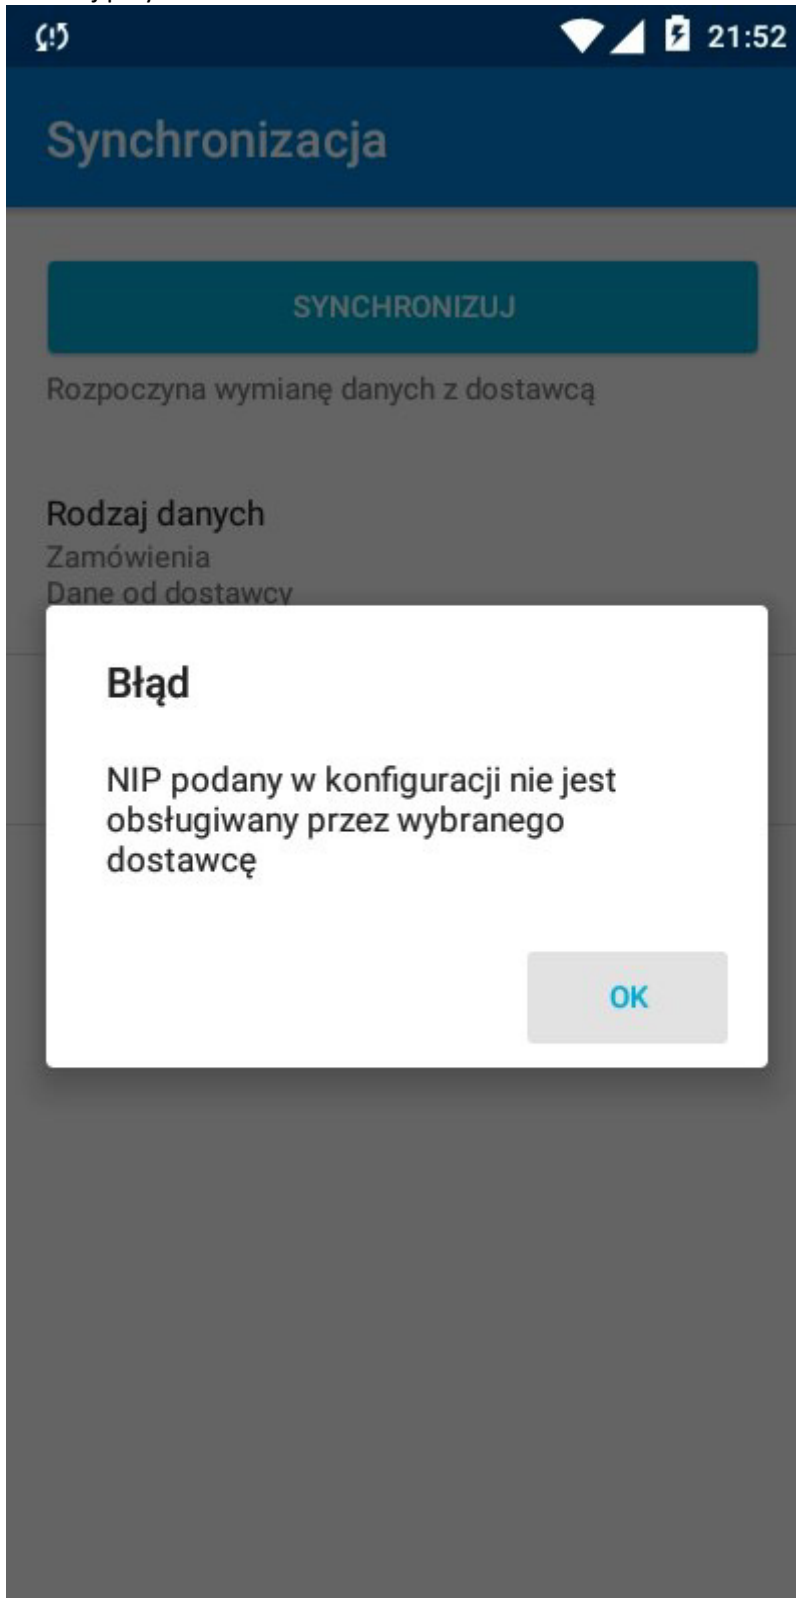 21:52
Synchronizacja
SYNCHRONIZUJ
Rozpoczyna wymianę danych z dostawcą
Rodzaj danych
Zamówienia
Dane od dostawcy
Błąd
NIP podany w konfiguracji nie jest
obsługiwany przez wybranego
dostawcę
OK